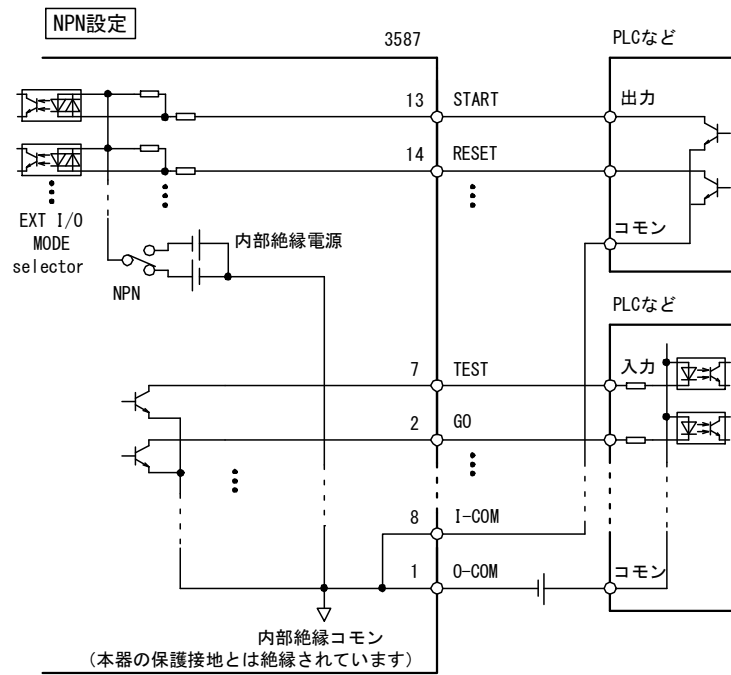 NPN設定
3587
PLCなど
13 START 出力
14 RESET
EXT I/O
MODE
selector
内部絶縁電源
NPN
コモン
PLCなど
7 TEST 入力
2 GO
8 I-COM
1 O-COM コモン
内部絶縁コモン
(本器の保護接地とは絶縁されています)